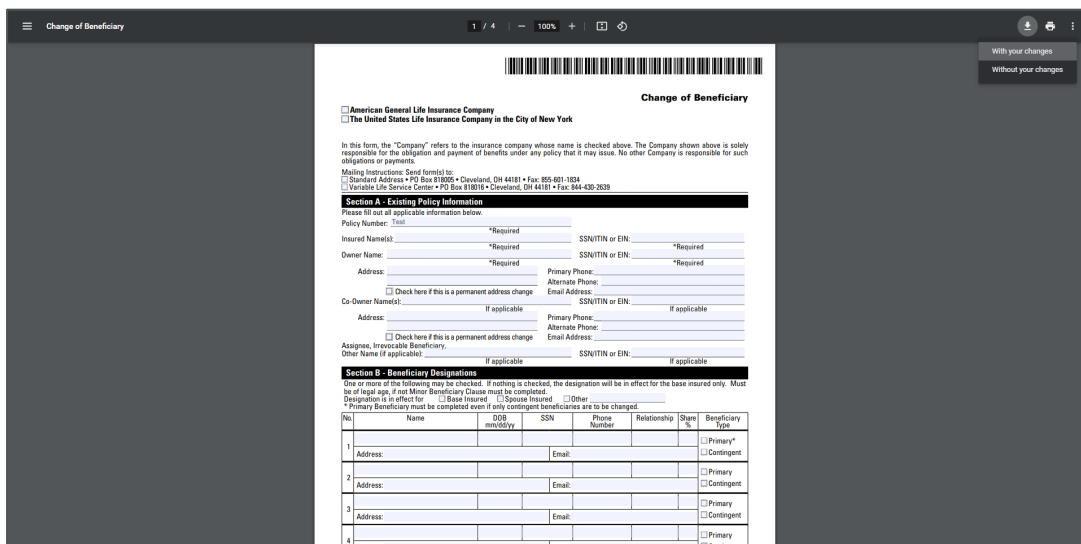 Change of Beneficiary
1 / 4 | − 100% +
With your changes
Without your changes
Change of Beneficiary
American General Life Insurance Company
The United States Life Insurance Company in the City of New York
In this form, the “Company” refers to the insurance company whose name is checked above. The Company shown above is solely
responsible for the obligation and payment of benefits under any policy that it may issue. No other Company is responsible for such
obligations or payments.
Mailing Instructions: Send form(s) to:
Standard Address • PO Box 818005 • Cleveland, OH 44181 • Fax: 855-601-1834
Variable Life Service Center • PO Box 818016 • Cleveland, OH 44181 • Fax: 844-430-2639
Section A - Existing Policy Information
Please fill out all applicable information below.
Policy Number: Test
*Required
Insured Name(s): SSN/ITIN or EIN:
*Required *Required
Owner Name: SSN/ITIN or EIN:
*Required *Required
Address: Primary Phone:
Alternate Phone:
Check here if this is a permanent address change Email Address:
Co-Owner Name(s): SSN/ITIN or EIN:
If applicable If applicable
Address: Primary Phone:
Alternate Phone:
Check here if this is a permanent address change Email Address:
Assignee, Irrevocable Beneficiary,
Other Name (if applicable): SSN/ITIN or EIN:
If applicable If applicable
Section B - Beneficiary Designations
One or more of the following may be checked. If nothing is checked, the designation will be in effect for the base insured only. Must
be of legal age, if not Minor Beneficiary Clause must be completed.
Designation is in effect for Base Insured Spouse Insured Other
* Primary Beneficiary must be completed even if only contingent beneficiaries are to be changed.
No. Name DOB mm/dd/yy SSN Phone Number Relationship Share % Beneficiary Type
1 Primary*
Address: Email: Contingent
2 Primary
Address: Email: Contingent
3 Primary
Address: Email: Contingent
4 Primary